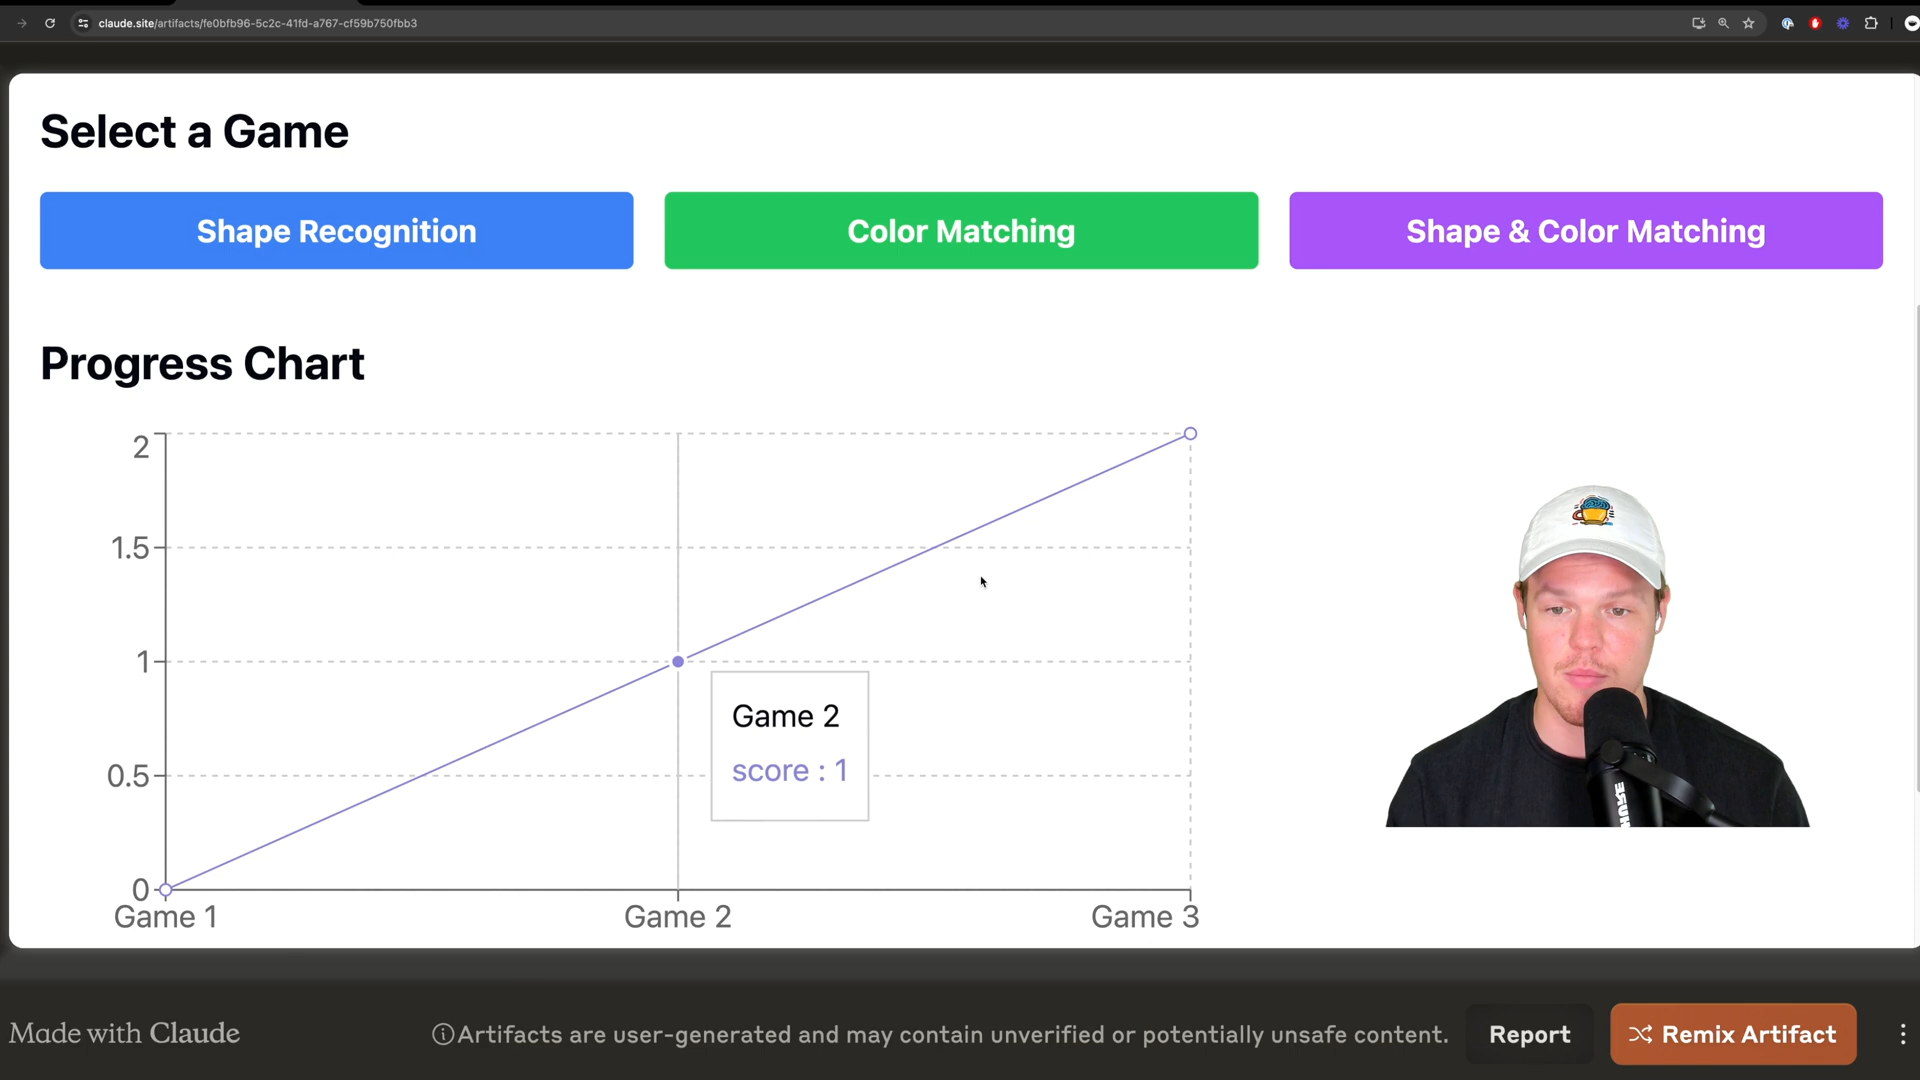 claude.site/artifacts/fe0bfb96-5c2c-41fd-a767-cf59b750fbb3
Select a Game
Shape Recognition
Color Matching
Shape & Color Matching
Progress Chart
2
1.5
1
0.5
0
Game 2
score : 1
Game 1
Game 2
Game 3
SHURE
Made with Claude
Artifacts are user-generated and may contain unverified or potentially unsafe content.
Report
Remix Artifact